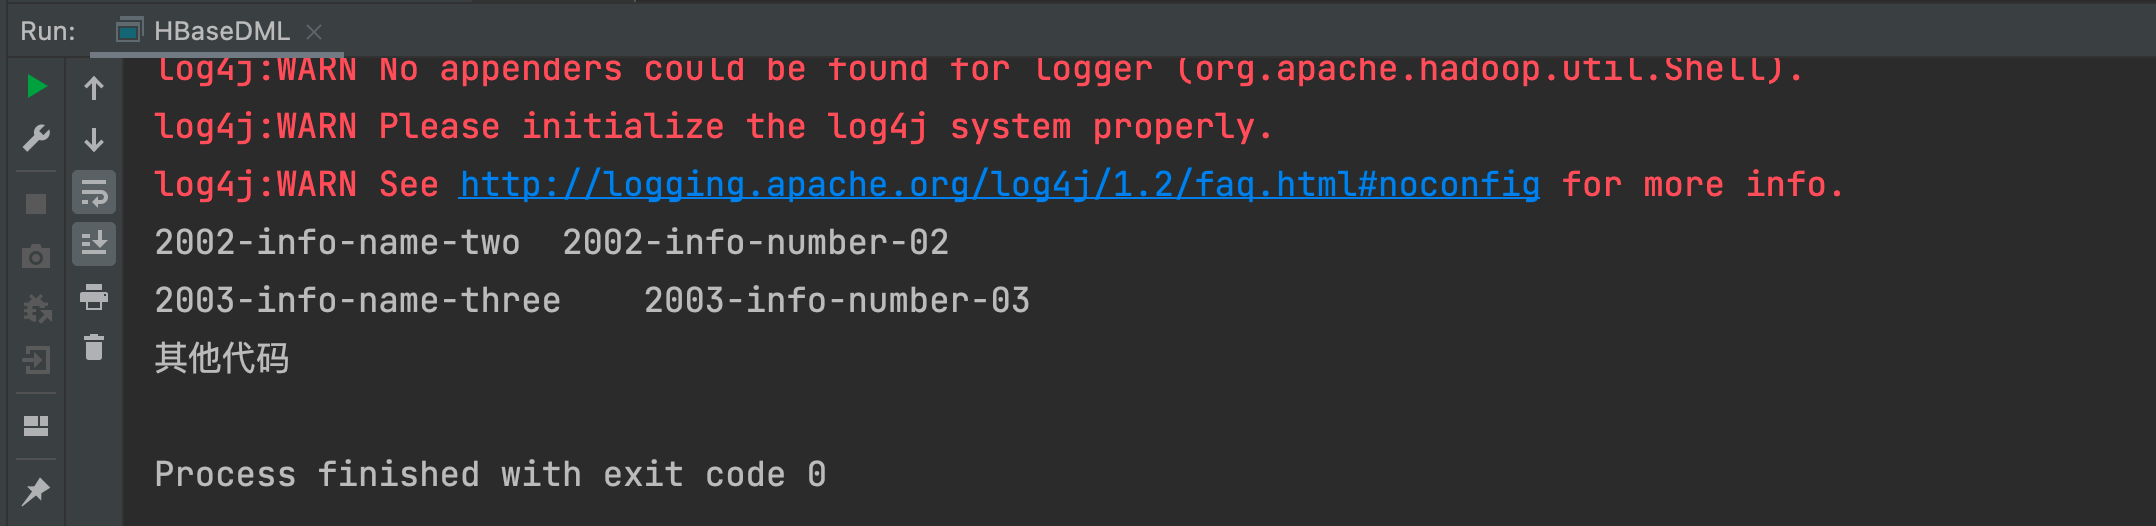 Run: HBaseDML
log4j:WARN No appenders could be found for logger (org.apache.hadoop.util.Shell).
log4j:WARN Please initialize the log4j system properly.
log4j:WARN See http://logging.apache.org/log4j/1.2/faq.html#noconfig for more info.
2002-info-name-two  2002-info-number-02
2003-info-name-three    2003-info-number-03
其他代码
Process finished with exit code 0